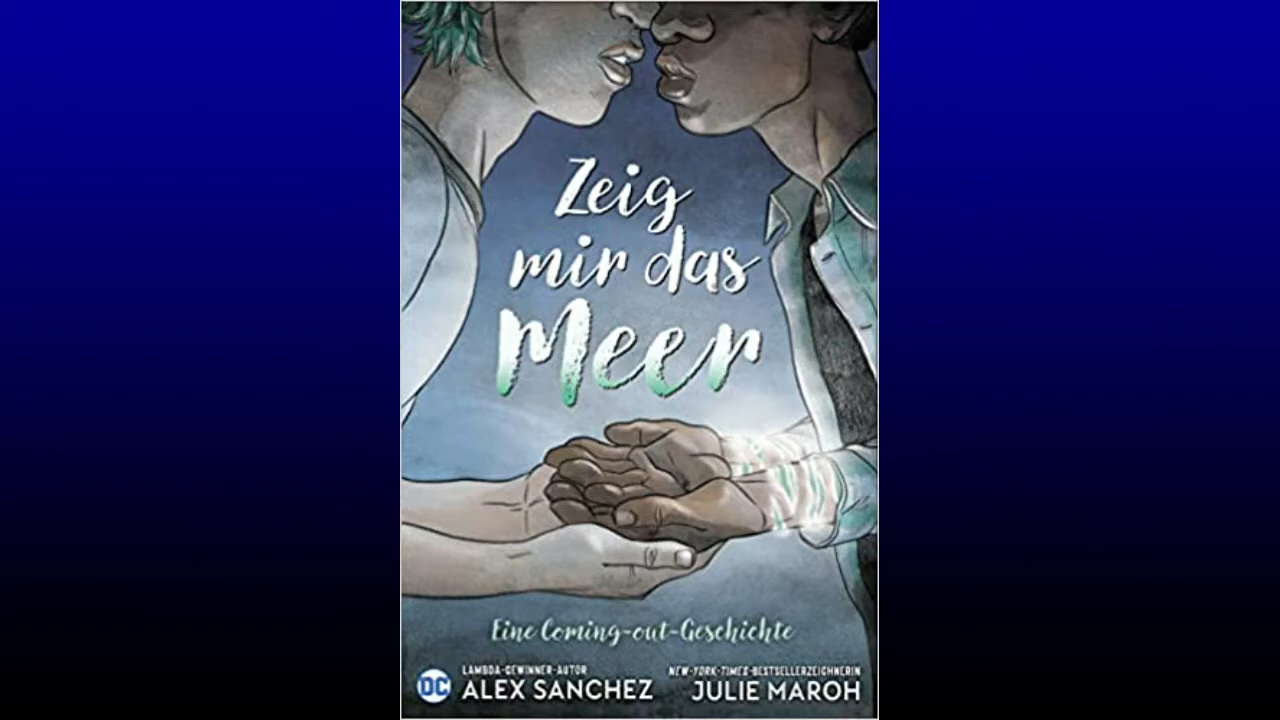 Zeig
mir das
Meer
Eine Coming-out-Geschichte
LAMBDA-GEWINNER-AUTOR
ALEX SANCHEZ
NEW-YORK-TIMES-BESTSELLERZEICHNERIN
JULIE MAROH
DC